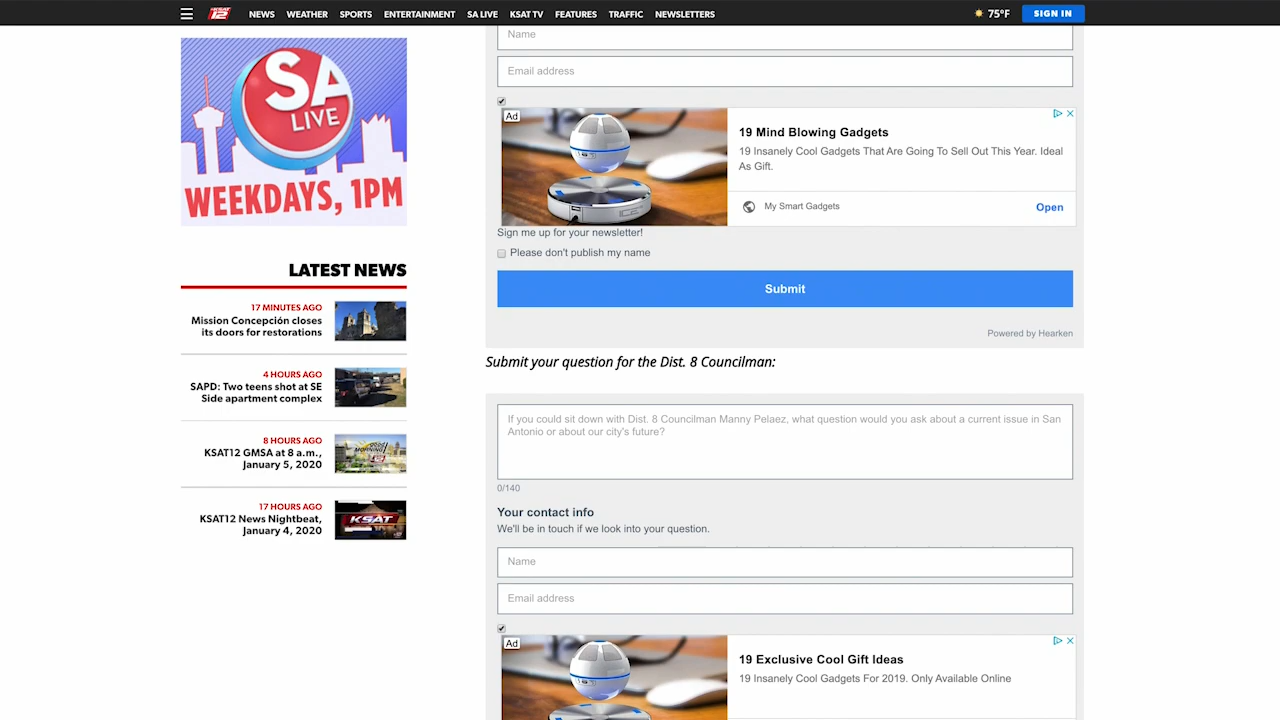 KSAT 12
NEWS
WEATHER
SPORTS
ENTERTAINMENT
SA LIVE
KSAT TV
FEATURES
TRAFFIC
NEWSLETTERS
75°F
SIGN IN
SA
LIVE
WEEKDAYS, 1PM
LATEST NEWS
17 MINUTES AGO
Mission Concepción closes
its doors for restorations
4 HOURS AGO
SAPD: Two teens shot at SE
Side apartment complex
8 HOURS AGO
KSAT12 GMSA at 8 a.m.,
January 5, 2020
17 HOURS AGO
KSAT12 News Nightbeat,
January 4, 2020
KSAT
Name
Email address
Ad
ICE
19 Mind Blowing Gadgets
19 Insanely Cool Gadgets That Are Going To Sell Out This Year. Ideal
As Gift.
My Smart Gadgets
Open
Sign me up for your newsletter!
Please don't publish my name
Submit
Powered by Hearken
Submit your question for the Dist. 8 Councilman:
If you could sit down with Dist. 8 Councilman Manny Pelaez, what question would you ask about a current issue in San
Antonio or about our city's future?
0/140
Your contact info
We'll be in touch if we look into your question.
Name
Email address
Ad
19 Exclusive Cool Gift Ideas
19 Insanely Cool Gadgets For 2019. Only Available Online